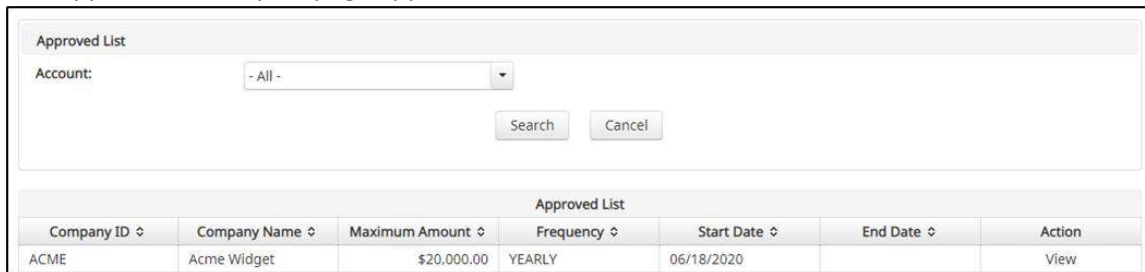 Approved List
Account: - All -
Search Cancel
Approved List
Company ID Company Name Maximum Amount Frequency Start Date End Date Action
ACME Acme Widget $20,000.00 YEARLY 06/18/2020 View